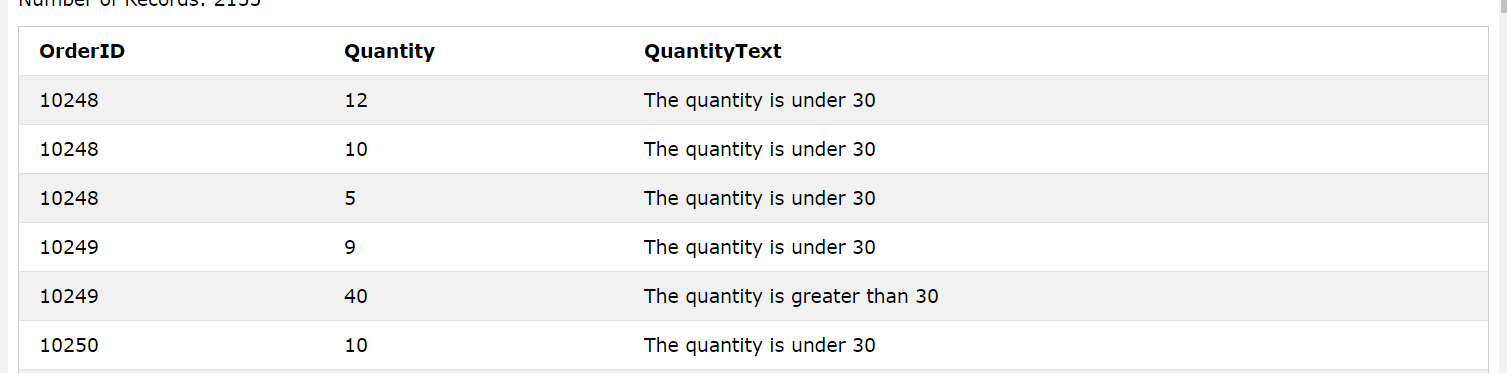 Number of Records: 2155
OrderID Quantity QuantityText
10248 12 The quantity is under 30
10248 10 The quantity is under 30
10248 5 The quantity is under 30
10249 9 The quantity is under 30
10249 40 The quantity is greater than 30
10250 10 The quantity is under 30